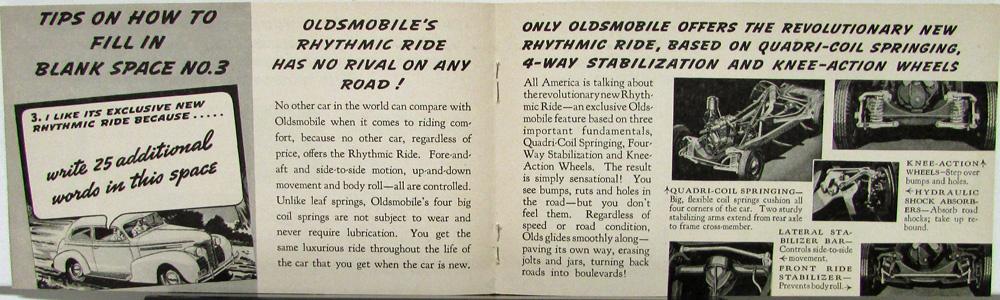 TIPS ON HOW TO
FILL IN
BLANK SPACE NO.3
3. I LIKE ITS EXCLUSIVE NEW
RHYTHMIC RIDE BECAUSE .....
write 25 additional
words in this space
OLDSMOBILE'S
RHYTHMIC RIDE
HAS NO RIVAL ON ANY
ROAD!
No other car in the world can compare with
Oldsmobile when it comes to riding com-
fort, because no other car, regardless of
price, offers the Rhythmic Ride. Fore-and-
aft and side-to-side motion, up-and-down
movement and body roll—all are controlled.
Unlike leaf springs, Oldsmobile's four big
coil springs are not subject to wear and
never require lubrication. You get the
same luxurious ride throughout the life of
the car that you get when the car is new.
ONLY OLDSMOBILE OFFERS THE REVOLUTIONARY NEW
RHYTHMIC RIDE, BASED ON QUADRI-COIL SPRINGING,
4-WAY STABILIZATION AND KNEE-ACTION WHEELS
All America is talking about
the revolutionary new Rhyth-
mic Ride—an exclusive Olds-
mobile feature based on three
important fundamentals,
Quadri-Coil Springing, Four-
Way Stabilization and Knee-
Action Wheels. The result
is simply sensational! You
see bumps, ruts and holes in
the road—but you don't
feel them. Regardless of
speed or road condition,
Olds glides smoothly along—
paving its own way, erasing
jolts and jars, turning back
roads into boulevards!
QUADRI-COIL SPRINGING—
Big, flexible coil springs cushion all
four corners of the car. Two sturdy
stabilizing arms extend from rear axle
to frame cross-member.
KNEE-ACTION
WHEELS—Step over
bumps and holes.
HYDRAULIC
SHOCK ABSORB-
ERS—Absorb road
shocks; take up re-
bound.
LATERAL STA-
BILIZER BAR—
Controls side-to-side
movement.
FRONT RIDE
STABILIZER—
Prevents body roll.